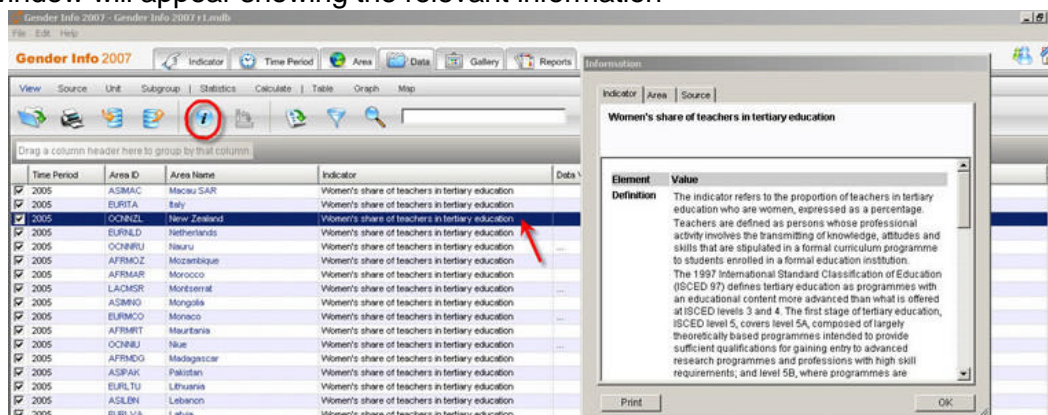 indow will appear showing the relevant information
Gender Info 2007 - Gender Info 2007 r1.mdb
File Edit Help
Gender Info 2007 Indicator Time Period Area Data Gallery Reports
View Source Unit Subgroup | Statistics Calculate | Table Graph Map
Drag a column header here to group by that column.
Time Period Area ID Area Name Indicator Data V
2005 ASIMAC Macau SAR Women's share of teachers in tertiary education
2005 EURITA Italy Women's share of teachers in tertiary education
2005 OCNNZL New Zealand Women's share of teachers in tertiary education
2005 EURNLD Netherlands Women's share of teachers in tertiary education
2005 OCNNRU Nauru Women's share of teachers in tertiary education ...
2005 AFRMOZ Mozambique Women's share of teachers in tertiary education
2005 AFRMAR Morocco Women's share of teachers in tertiary education
2005 LACMSR Montserrat Women's share of teachers in tertiary education ...
2005 ASIMNG Mongolia Women's share of teachers in tertiary education
2005 EURMCO Monaco Women's share of teachers in tertiary education ...
2005 AFRMRT Mauritania Women's share of teachers in tertiary education
2005 OCNNIU Niue Women's share of teachers in tertiary education ...
2005 AFRMDG Madagascar Women's share of teachers in tertiary education
2005 ASIPAK Pakistan Women's share of teachers in tertiary education
2005 EURLTU Lithuania Women's share of teachers in tertiary education
2005 ASILBN Lebanon Women's share of teachers in tertiary education
2005 EURLVA Latvia Women's share of teachers in tertiary education
Information
Indicator Area Source
Women's share of teachers in tertiary education
Element Value
Definition The indicator refers to the proportion of teachers in tertiary
education who are women, expressed as a percentage.
Teachers are defined as persons whose professional
activity involves the transmitting of knowledge, attitudes and
skills that are stipulated in a formal curriculum programme
to students enrolled in a formal education institution.
The 1997 International Standard Classification of Education
(ISCED 97) defines tertiary education as programmes with
an educational content more advanced than what is offered
at ISCED levels 3 and 4. The first stage of tertiary education,
ISCED level 5, covers level 5A, composed of largely
theoretically based programmes intended to provide
sufficient qualifications for gaining entry to advanced
research programmes and professions with high skill
requirements; and level 5B, where programmes are
Print OK